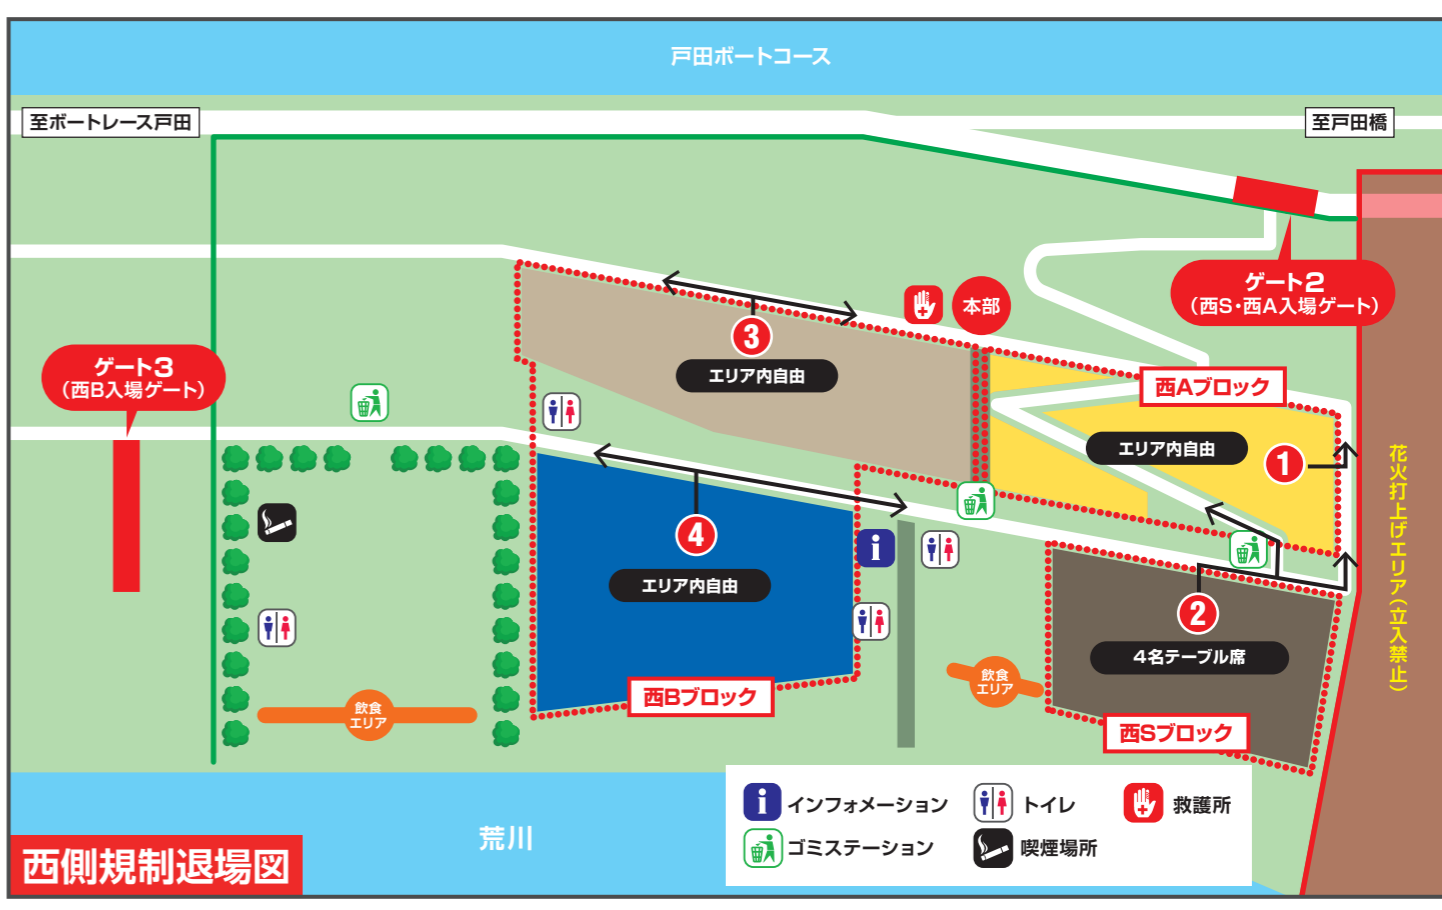 戸田ボートコース
至ボートレース戸田
至戸田橋
ゲート2
(西S・西A入場ゲート)
本部
3
エリア内自由
ゲート3
(西B入場ゲート)
西Aブロック
エリア内自由
1
花火打上げエリア(立入禁止)
4
エリア内自由
i
2
4名テーブル席
飲食
エリア
西Bブロック
飲食
エリア
西Sブロック
i インフォメーション
トイレ
救護所
ゴミステーション
喫煙場所
荒川
西側規制退場図